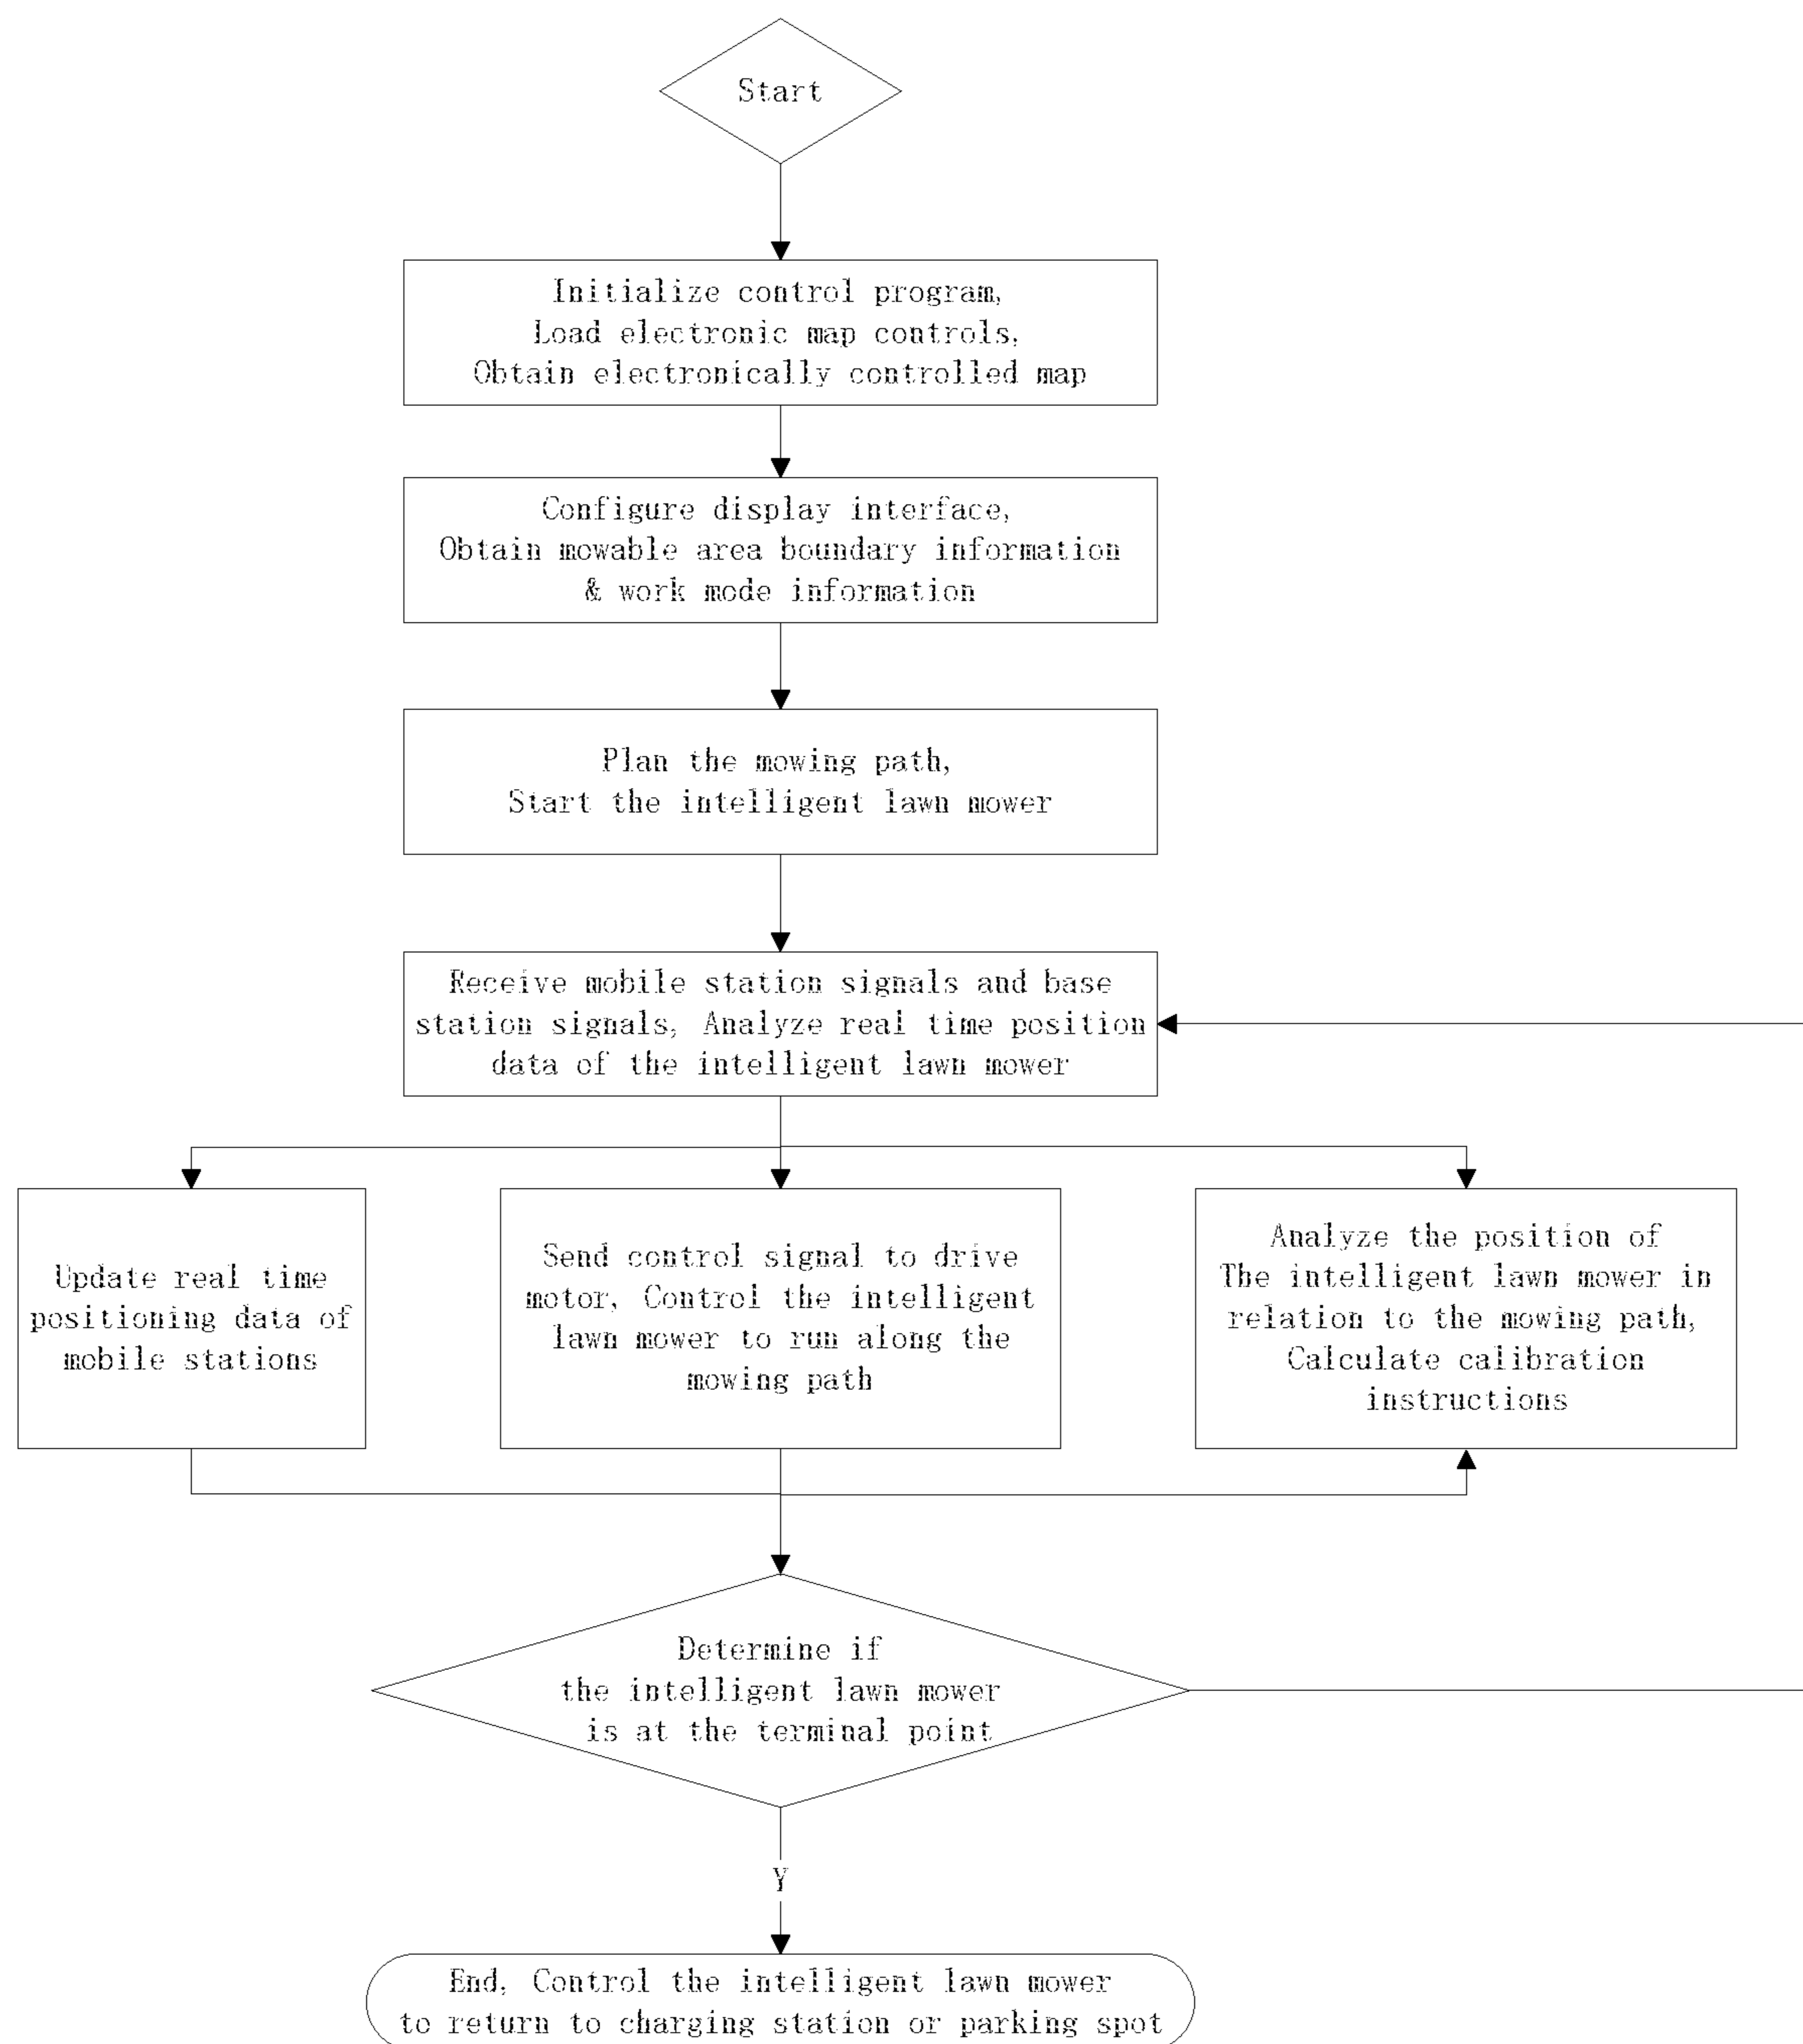 Start
Initialize control program,
Load electronic map controls,
Obtain electronically controlled map
Configure display interface,
Obtain mowable area boundary information
& work mode information
Plan the mowing path,
Start the intelligent lawn mower
Receive mobile station signals and base
station signals, Analyze real time position
data of the intelligent lawn mower
Update real time
positioning data of
mobile stations
Send control signal to drive
motor, Control the intelligent
lawn mower to run along the
mowing path
Analyze the position of
The intelligent lawn mower in
relation to the mowing path,
Calculate calibration
instructions
Determine if
the intelligent lawn mower
is at the terminal point
Y
End, Control the intelligent lawn mower
to return to charging station or parking spot